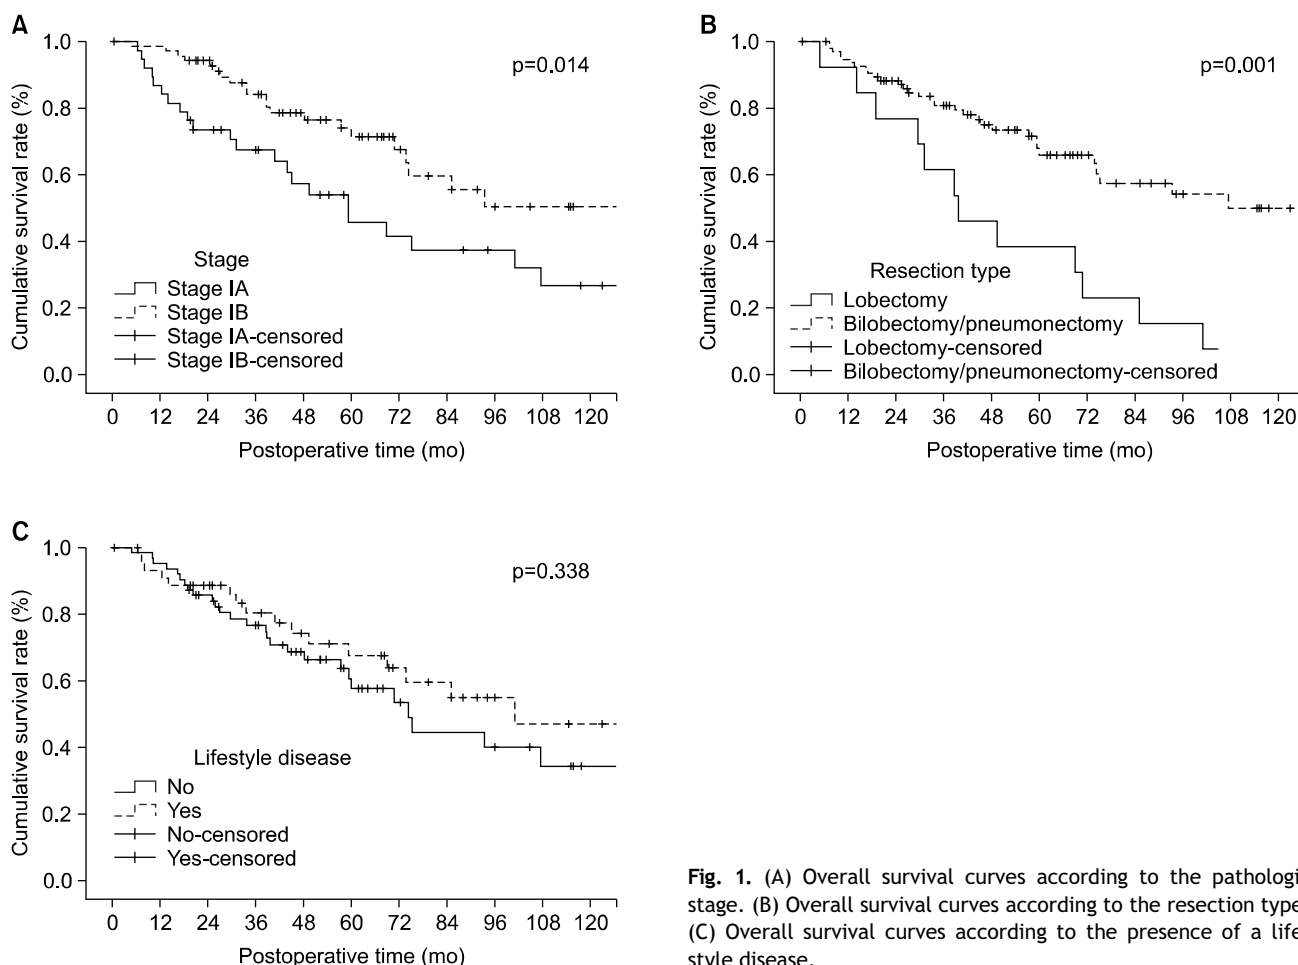 A
1.0
0.8
0.6
0.4
0.2
0.0
Cumulative survival rate (%)
p=0.014
Stage
Stage IA
Stage IB
Stage IA-censored
Stage IB-censored
0 12 24 36 48 60 72 84 96 108 120
Postoperative time (mo)
B
1.0
0.8
0.6
0.4
0.2
0.0
Cumulative survival rate (%)
p=0.001
Resection type
Lobectomy
Bilobectomy/pneumonectomy
Lobectomy-censored
Bilobectomy/pneumonectomy-censored
0 12 24 36 48 60 72 84 96 108 120
Postoperative time (mo)
C
1.0
0.8
0.6
0.4
0.2
0.0
Cumulative survival rate (%)
p=0.338
Lifestyle disease
No
Yes
No-censored
Yes-censored
0 12 24 36 48 60 72 84 96 108 120
Postoperative time (mo)
Fig. 1. (A) Overall survival curves according to the pathologi
stage. (B) Overall survival curves according to the resection type
(C) Overall survival curves according to the presence of a life
style disease.